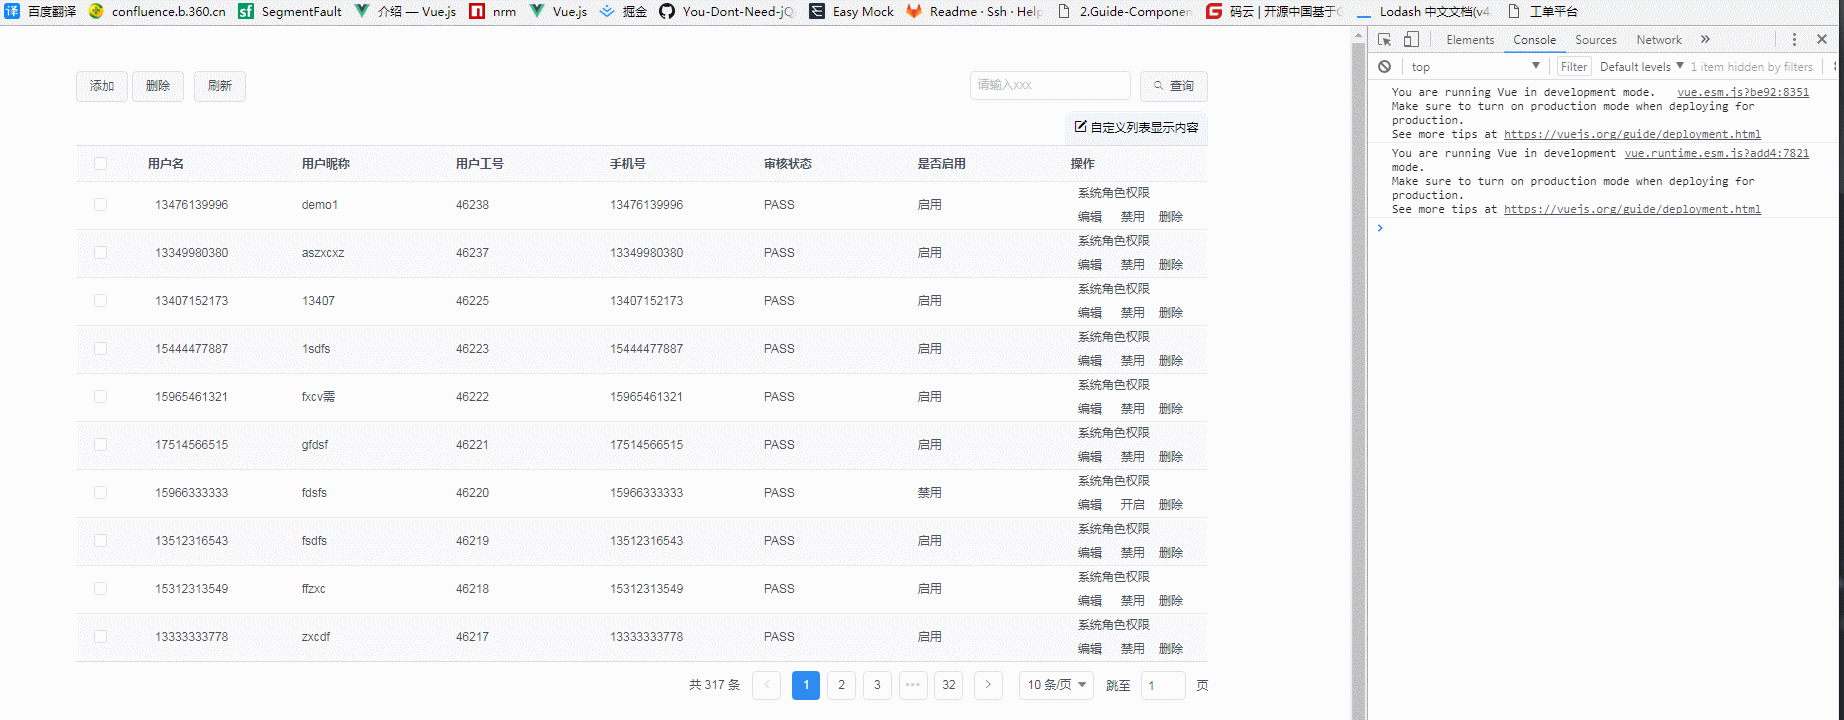 百度翻译 confluence.b.360.cn SegmentFault 介绍 — Vue.js nrm Vue.js 掘金 You-Dont-Need-jQ Easy Mock Readme · Ssh · Help 2.Guide-Componen 码云 | 开源中国基于 Lodash 中文文档(v4. 工单平台
Elements Console Sources Network »
top Filter Default levels 1 item hidden by filters
添加 删除 刷新 请输入xxx 查询
自定义列表显示内容
用户名 用户昵称 用户工号 手机号 审核状态 是否启用 操作
13476139996 demo1 46238 13476139996 PASS 启用 系统角色权限
编辑 禁用 删除
13349980380 aszxcxz 46237 13349980380 PASS 启用 系统角色权限
编辑 禁用 删除
13407152173 13407 46225 13407152173 PASS 启用 系统角色权限
编辑 禁用 删除
15444477887 1sdfs 46223 15444477887 PASS 启用 系统角色权限
编辑 禁用 删除
15965461321 fxcv需 46222 15965461321 PASS 启用 系统角色权限
编辑 禁用 删除
17514566515 gfdsf 46221 17514566515 PASS 启用 系统角色权限
编辑 禁用 删除
15966333333 fdsfs 46220 15966333333 PASS 禁用 系统角色权限
编辑 开启 删除
13512316543 fsdfs 46219 13512316543 PASS 启用 系统角色权限
编辑 禁用 删除
15312313549 ffzxc 46218 15312313549 PASS 启用 系统角色权限
编辑 禁用 删除
13333333778 zxcdf 46217 13333333778 PASS 启用 系统角色权限
编辑 禁用 删除
共 317 条 < 1 2 3 ••• 32 > 10 条/页 跳至 1 页
You are running Vue in development mode. vue.esm.js?be92:8351
Make sure to turn on production mode when deploying for
production.
See more tips at https://vuejs.org/guide/deployment.html
You are running Vue in development vue.runtime.esm.js?add4:7821
mode.
Make sure to turn on production mode when deploying for
production.
See more tips at https://vuejs.org/guide/deployment.html
>